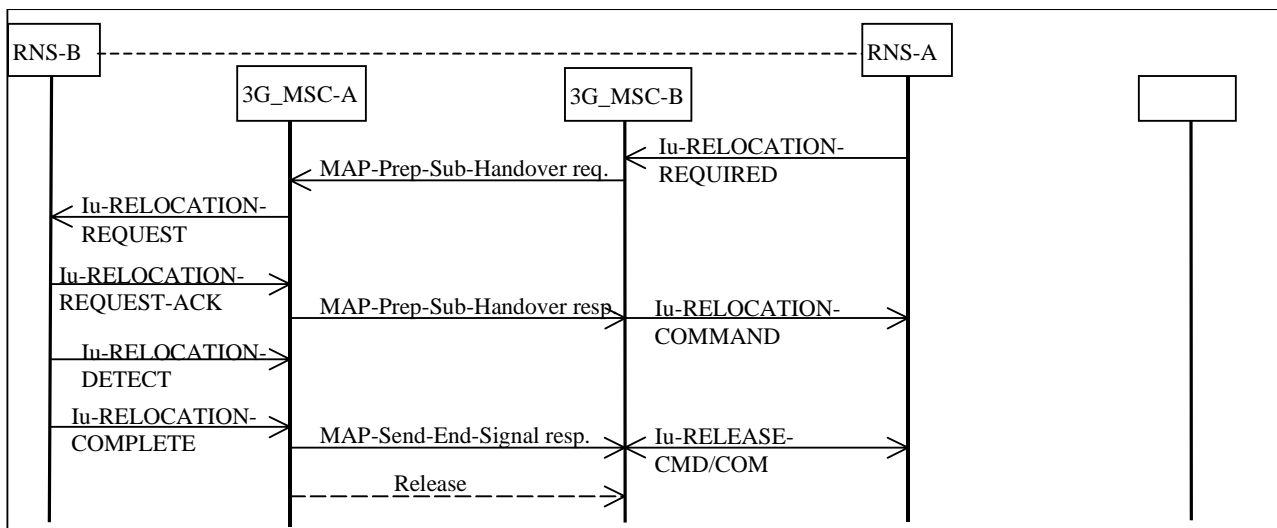 RNS-B
RNS-A
3G_MSC-A
3G_MSC-B
Iu-RELOCATION-
REQUIRED
MAP-Prep-Sub-Handover req.
Iu-RELOCATION-
REQUEST
Iu-RELOCATION-
REQUEST-ACK
MAP-Prep-Sub-Handover resp
Iu-RELOCATION-
COMMAND
Iu-RELOCATION-
DETECT
Iu-RELOCATION-
COMPLETE
MAP-Send-End-Signal resp.
Iu-RELEASE-
CMD/COM
Release